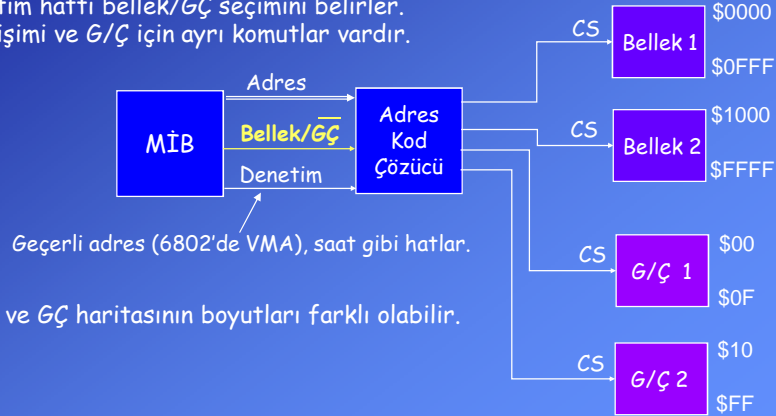 hattı bellek/GÇ seçimini belirler.
ve G/Ç için ayrı komutlar vardır.
Adres
MİB
Bellek/GÇ
Denetim
Adres
Kod
Çözücü
Geçerli adres (6802’de VMA), saat gibi hatlar.
ve GÇ haritasının boyutları farklı olabilir.
CS
Bellek 1
$0000
$0FFF
CS
Bellek 2
$1000
$FFFF
CS
G/Ç 1
$00
$0F
CS
G/Ç 2
$10
$FF